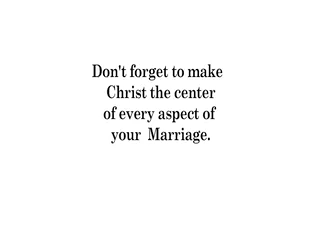 Don't forget to make
Christ the center
of every aspect of
your Marriage.